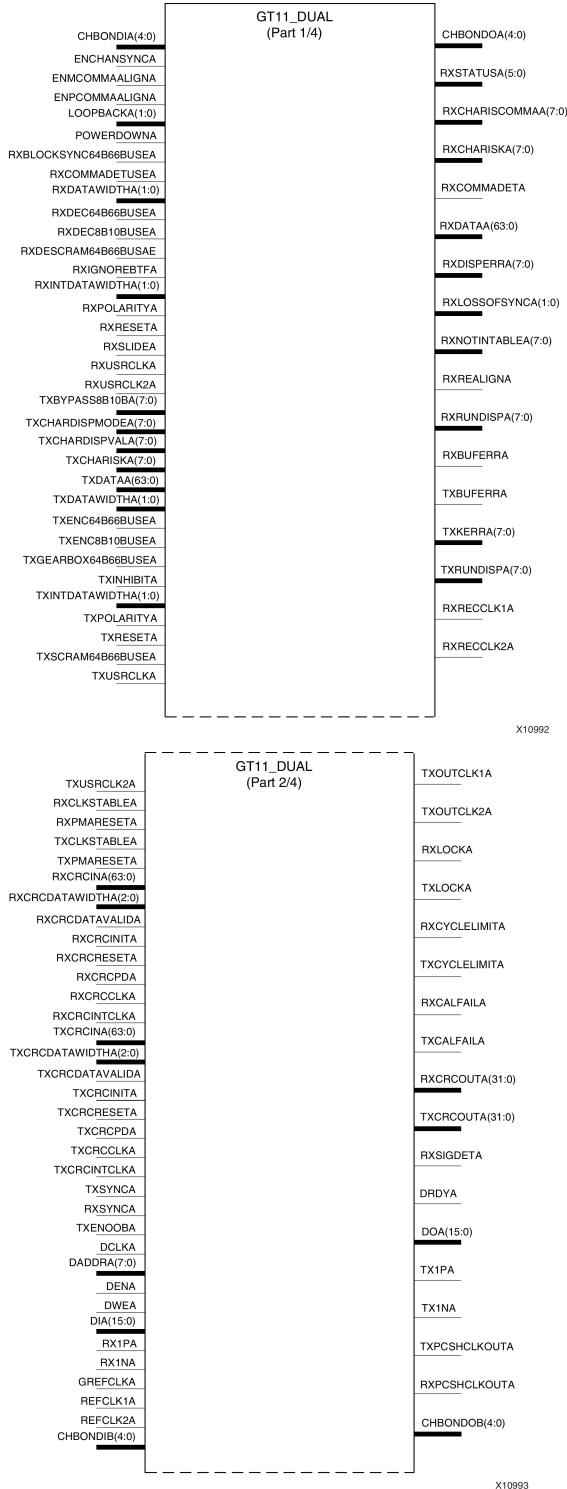 GT11_DUAL
(Part 1/4)
CHBONDIA(4:0)
ENCHANSYNCA
ENMCOMMAALIGNA
ENPCOMMAALIGNA
LOOPBACKA(1:0)
POWERDOWNA
RXBLOCKSYNC64B66BUSEA
RXCOMMADETUSEA
RXDATAWIDTHA(1:0)
RXDEC64B66BUSEA
RXDEC8B10BUSEA
RXDESCRAM64B66BUSAE
RXIGNOREBTFA
RXINTDATAWIDTHA(1:0)
RXPOLARITYA
RXRESETA
RXSLIDEA
RXUSRCLKA
RXUSRCLK2A
TXBYPASS8B10BA(7:0)
TXCHARDISPMODEA(7:0)
TXCHARDISPVALA(7:0)
TXCHARISKA(7:0)
TXDATAA(63:0)
TXDATAWIDTHA(1:0)
TXENC64B66BUSEA
TXENC8B10BUSEA
TXGEARBOX64B66BUSEA
TXINHIBITA
TXINTDATAWIDTHA(1:0)
TXPOLARITYA
TXRESETA
TXSCRAM64B66BUSEA
TXUSRCLKA
CHBONDOA(4:0)
RXSTATUSA(5:0)
RXCHARISCOMMAA(7:0)
RXCHARISKA(7:0)
RXCOMMADETA
RXDATAA(63:0)
RXDISPERRA(7:0)
RXLOSSOFSYNCA(1:0)
RXNOTINTABLEA(7:0)
RXREALIGNA
RXRUNDISPA(7:0)
RXBUFERRA
TXBUFERRA
TXKERRA(7:0)
TXRUNDISPA(7:0)
RXRECCLK1A
RXRECCLK2A
X10992
GT11_DUAL
(Part 2/4)
TXUSRCLK2A
RXCLKSTABLEA
RXPMARESETA
TXCLKSTABLEA
TXPMARESETA
RXCRCINA(63:0)
RXCRCDATAWIDTHA(2:0)
RXCRCDATAVALIDA
RXCRCINITA
RXCRCRESETA
RXCRCPDA
RXCRCCLKA
RXCRCINTCLKA
TXCRCINA(63:0)
TXCRCDATAWIDTHA(2:0)
TXCRCDATAVALIDA
TXCRCINITA
TXCRCRESETA
TXCRCPDA
TXCRCCLKA
TXCRCINTCLKA
TXSYNCA
RXSYNCA
TXENOOBA
DCLKA
DADDRA(7:0)
DENA
DWEA
DIA(15:0)
RX1PA
RX1NA
GREFCLKA
REFCLK1A
REFCLK2A
CHBONDIB(4:0)
TXOUTCLK1A
TXOUTCLK2A
RXLOCKA
TXLOCKA
RXCYCLELIMITA
TXCYCLELIMITA
RXCALFAILA
TXCALFAILA
RXCRCOUTA(31:0)
TXCRCOUTA(31:0)
RXSIGDETA
DRDYA
DOA(15:0)
TX1PA
TX1NA
TXPCSHCLKOUTA
RXPCSHCLKOUTA
CHBONDOB(4:0)
X10993